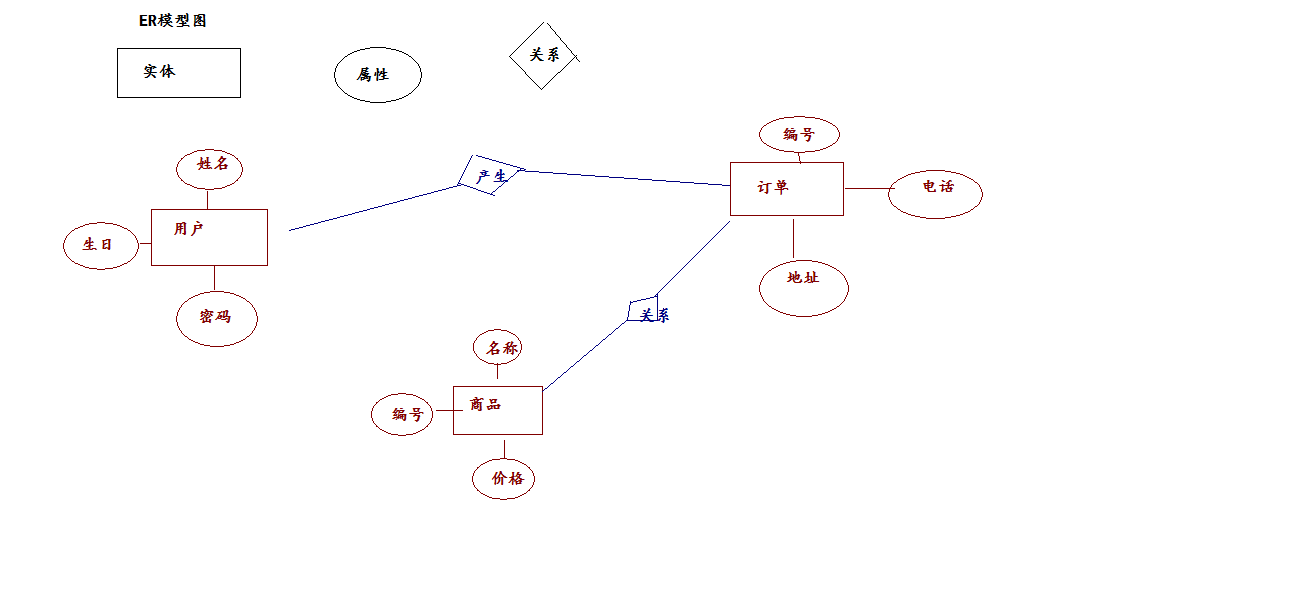 ER模型图
实体
属性
关系
编号
姓名
产生
订单
电话
用户
生日
地址
密码
关系
名称
商品
编号
价格